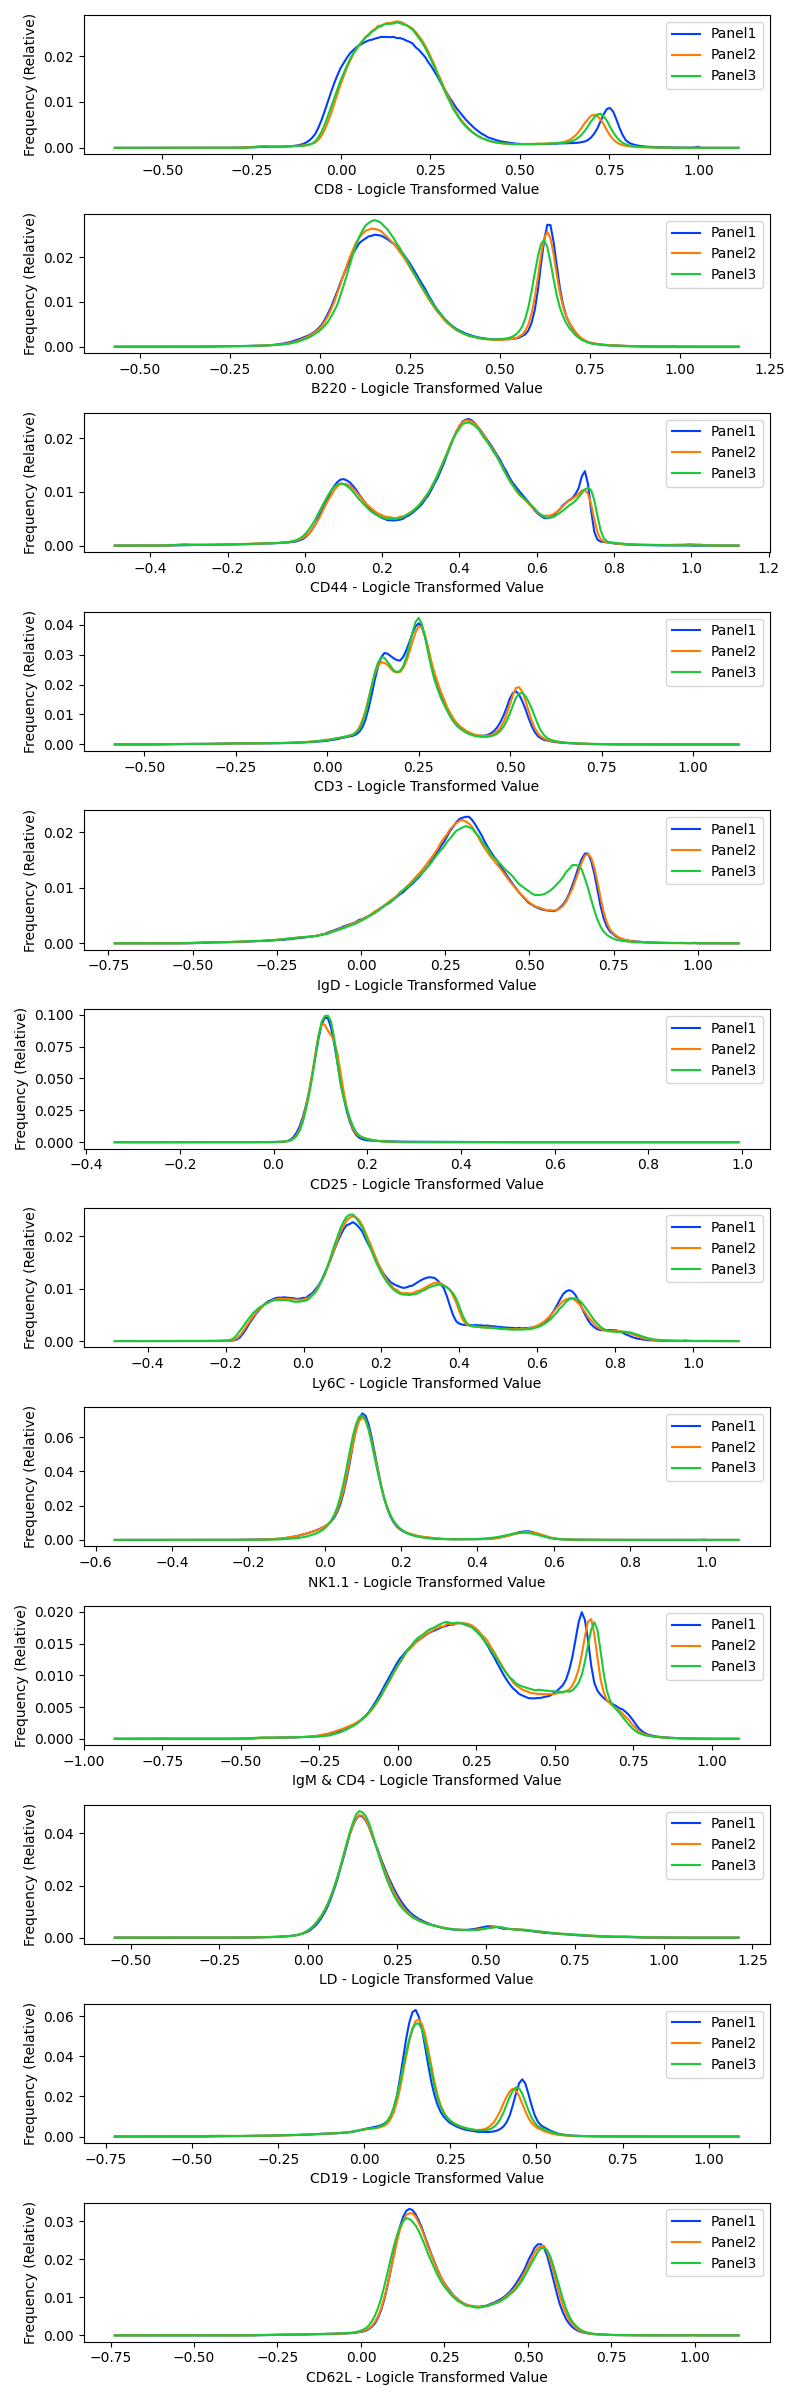 Frequency (Relative)
0.02
0.01
0.00
Panel1
Panel2
Panel3
−0.50 −0.25 0.00 0.25 0.50 0.75 1.00
CD8 - Logicle Transformed Value
Frequency (Relative)
0.02
0.01
0.00
Panel1
Panel2
Panel3
−0.50 −0.25 0.00 0.25 0.50 0.75 1.00 1.25
B220 - Logicle Transformed Value
Frequency (Relative)
0.02
0.01
0.00
Panel1
Panel2
Panel3
−0.4 −0.2 0.0 0.2 0.4 0.6 0.8 1.0 1.2
CD44 - Logicle Transformed Value
Frequency (Relative)
0.04
0.03
0.02
0.01
0.00
Panel1
Panel2
Panel3
−0.50 −0.25 0.00 0.25 0.50 0.75 1.00
CD3 - Logicle Transformed Value
Frequency (Relative)
0.02
0.01
0.00
Panel1
Panel2
Panel3
−0.75 −0.50 −0.25 0.00 0.25 0.50 0.75 1.00
IgD - Logicle Transformed Value
Frequency (Relative)
0.100
0.075
0.050
0.025
0.000
Panel1
Panel2
Panel3
−0.4 −0.2 0.0 0.2 0.4 0.6 0.8 1.0
CD25 - Logicle Transformed Value
Frequency (Relative)
0.02
0.01
0.00
Panel1
Panel2
Panel3
−0.4 −0.2 0.0 0.2 0.4 0.6 0.8 1.0
Ly6C - Logicle Transformed Value
Frequency (Relative)
0.06
0.04
0.02
0.00
Panel1
Panel2
Panel3
−0.6 −0.4 −0.2 0.0 0.2 0.4 0.6 0.8 1.0
NK1.1 - Logicle Transformed Value
Frequency (Relative)
0.020
0.015
0.010
0.005
0.000
Panel1
Panel2
Panel3
−1.00 −0.75 −0.50 −0.25 0.00 0.25 0.50 0.75 1.00
IgM & CD4 - Logicle Transformed Value
Frequency (Relative)
0.04
0.02
0.00
Panel1
Panel2
Panel3
−0.50 −0.25 0.00 0.25 0.50 0.75 1.00 1.25
LD - Logicle Transformed Value
Frequency (Relative)
0.06
0.04
0.02
0.00
Panel1
Panel2
Panel3
−0.75 −0.50 −0.25 0.00 0.25 0.50 0.75 1.00
CD19 - Logicle Transformed Value
Frequency (Relative)
0.03
0.02
0.01
0.00
Panel1
Panel2
Panel3
−0.75 −0.50 −0.25 0.00 0.25 0.50 0.75 1.00
CD62L - Logicle Transformed Value